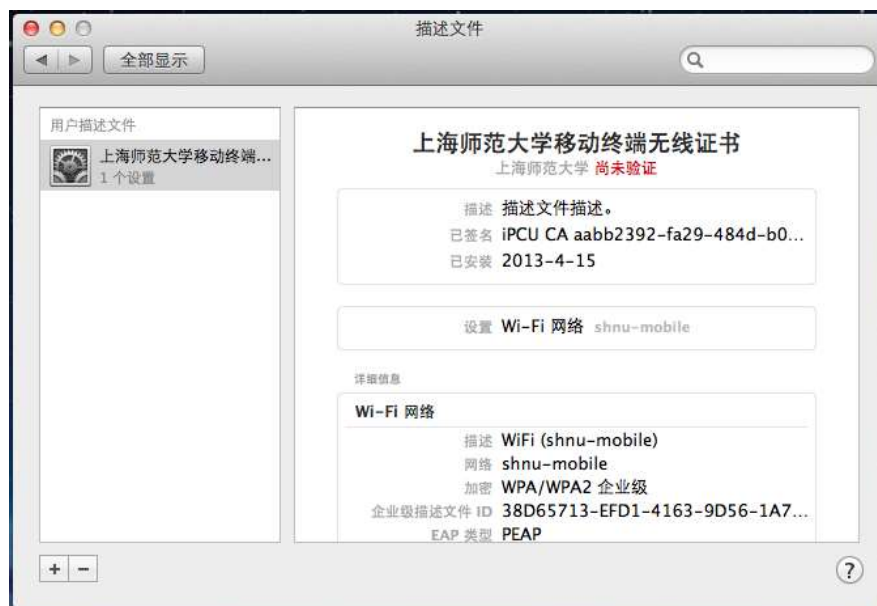 描述文件
全部显示
用户描述文件
上海师范大学移动终端...
1 个设置
上海师范大学移动终端无线证书
上海师范大学 尚未验证
描述 描述文件描述。
已签名 iPCU CA aabb2392-fa29-484d-b0...
已安装 2013-4-15
设置 Wi-Fi 网络 shnu-mobile
详细信息
Wi-Fi 网络
描述 WiFi (shnu-mobile)
网络 shnu-mobile
加密 WPA/WPA2 企业级
企业级描述文件 ID 38D65713-EFD1-4163-9D56-1A7...
EAP 类型 PEAP